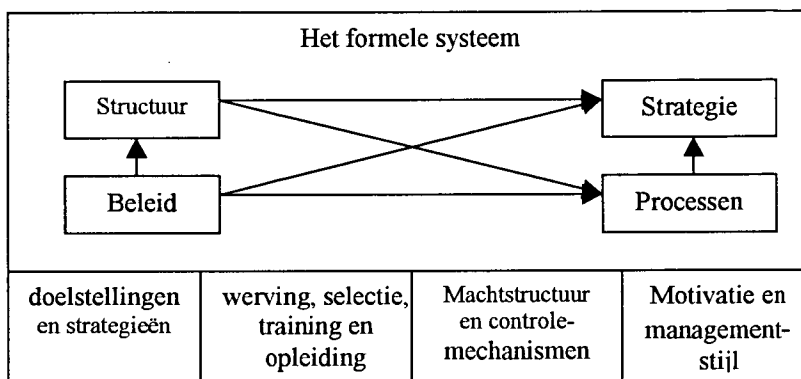 Het formele systeem
Structuur
Strategie
Beleid
Processen
doelstellingen
en strategieën
werving, selectie,
training en
opleiding
Machtstructuur
en controle-
mechanismen
Motivatie en
management-
stijl